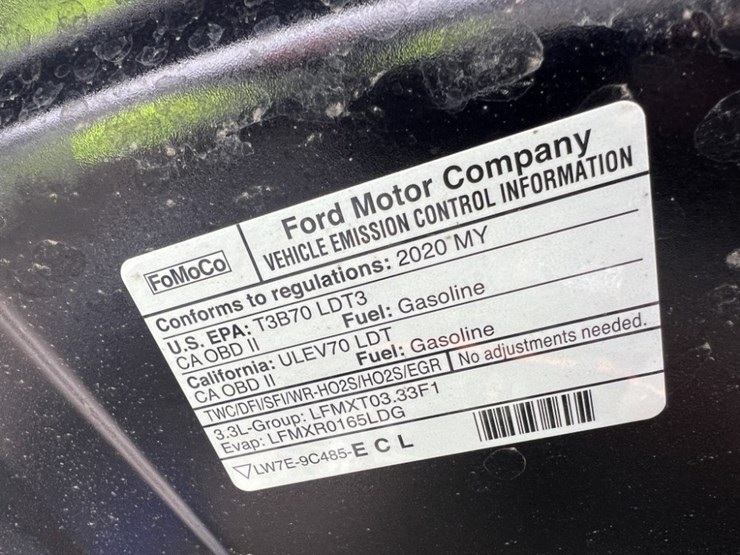 FoMoCo
Ford Motor Company
VEHICLE EMISSION CONTROL INFORMATION
Conforms to regulations: 2020 MY
U.S. EPA: T3B70 LDT3
CA OBD II Fuel: Gasoline
California: ULEV70 LDT
CA OBD II Fuel: Gasoline
TWC/DFI/SFI/WR-HO2S/HO2S/EGR No adjustments needed.
3.3L-Group: LFMXT03.33F1
Evap: LFMXR0165LDG
LW7E-9C485-E C L